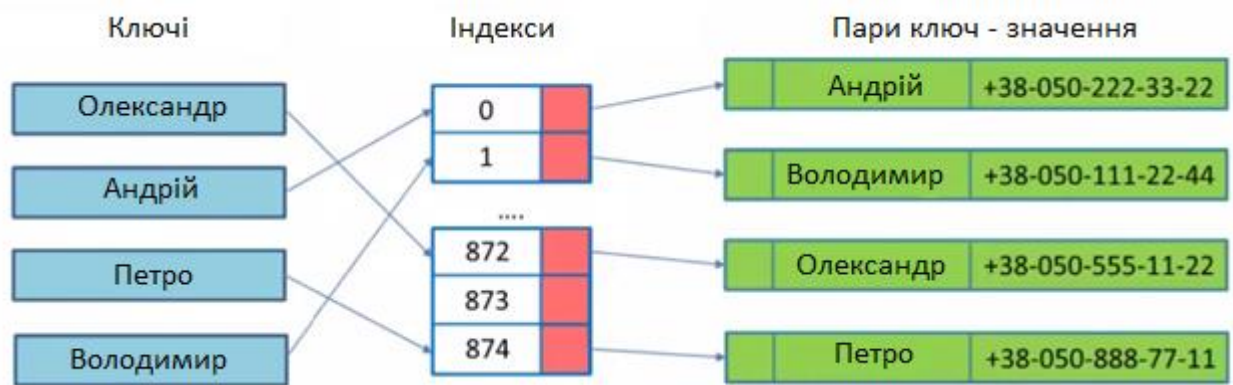 Ключі
Індекси
Пари ключ - значення
Олександр
Андрій
Петро
Володимир
0
1
....
872
873
874
Андрій +38-050-222-33-22
Володимир +38-050-111-22-44
Олександр +38-050-555-11-22
Петро +38-050-888-77-11